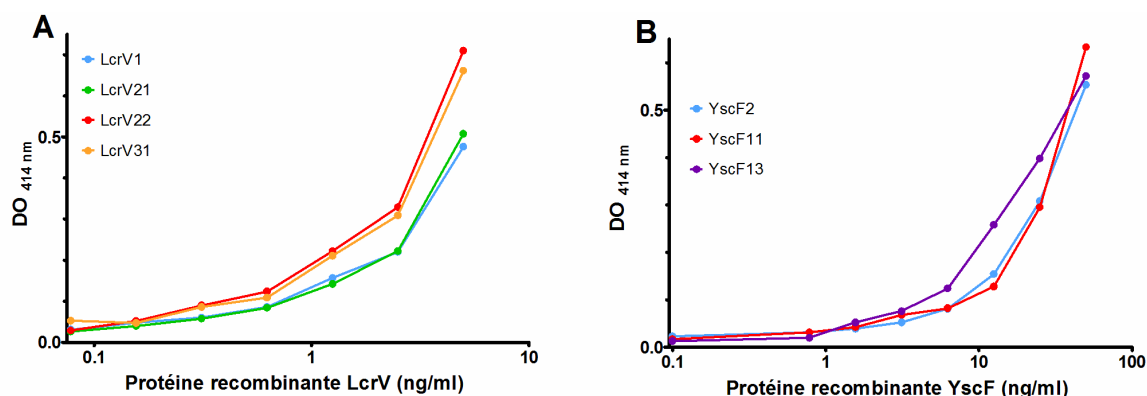 A
LcrV1
LcrV21
LcrV22
LcrV31
DO 414 nm
0.5
0.0
0.1
1
10
Protéine recombinante LcrV (ng/ml)
B
YscF2
YscF11
YscF13
DO 414 nm
0.5
0.0
0.1
1
10
100
Protéine recombinante YscF (ng/ml)